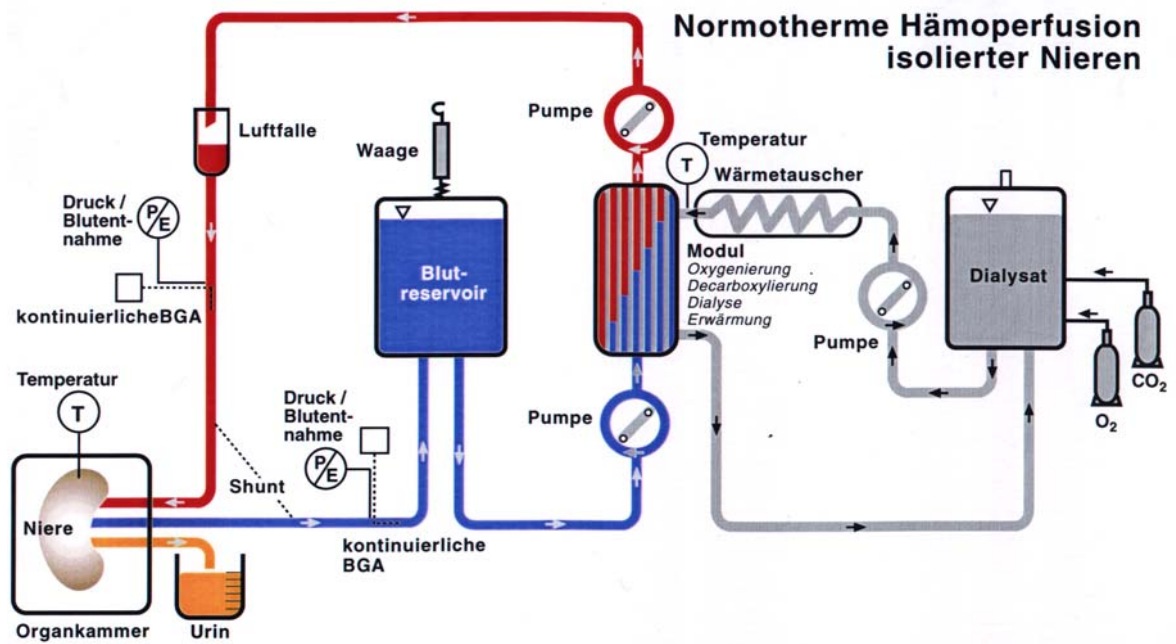 Normotherme Hämoperfusion
isolierter Nieren
Pumpe
Luftfalle
Temperatur
Waage
T
Wärmetauscher
Druck /
Blutent-
nahme
P/E
Blut-
reservoir
Modul
Oxygenierung
Decarboxylierung
Dialyse
Erwärmung
Dialysat
kontinuierlicheBGA
Pumpe
CO2
O2
Temperatur
T
Druck /
Blutent-
nahme
P/E
Pumpe
Shunt
Niere
kontinuierliche
BGA
Organkammer
Urin